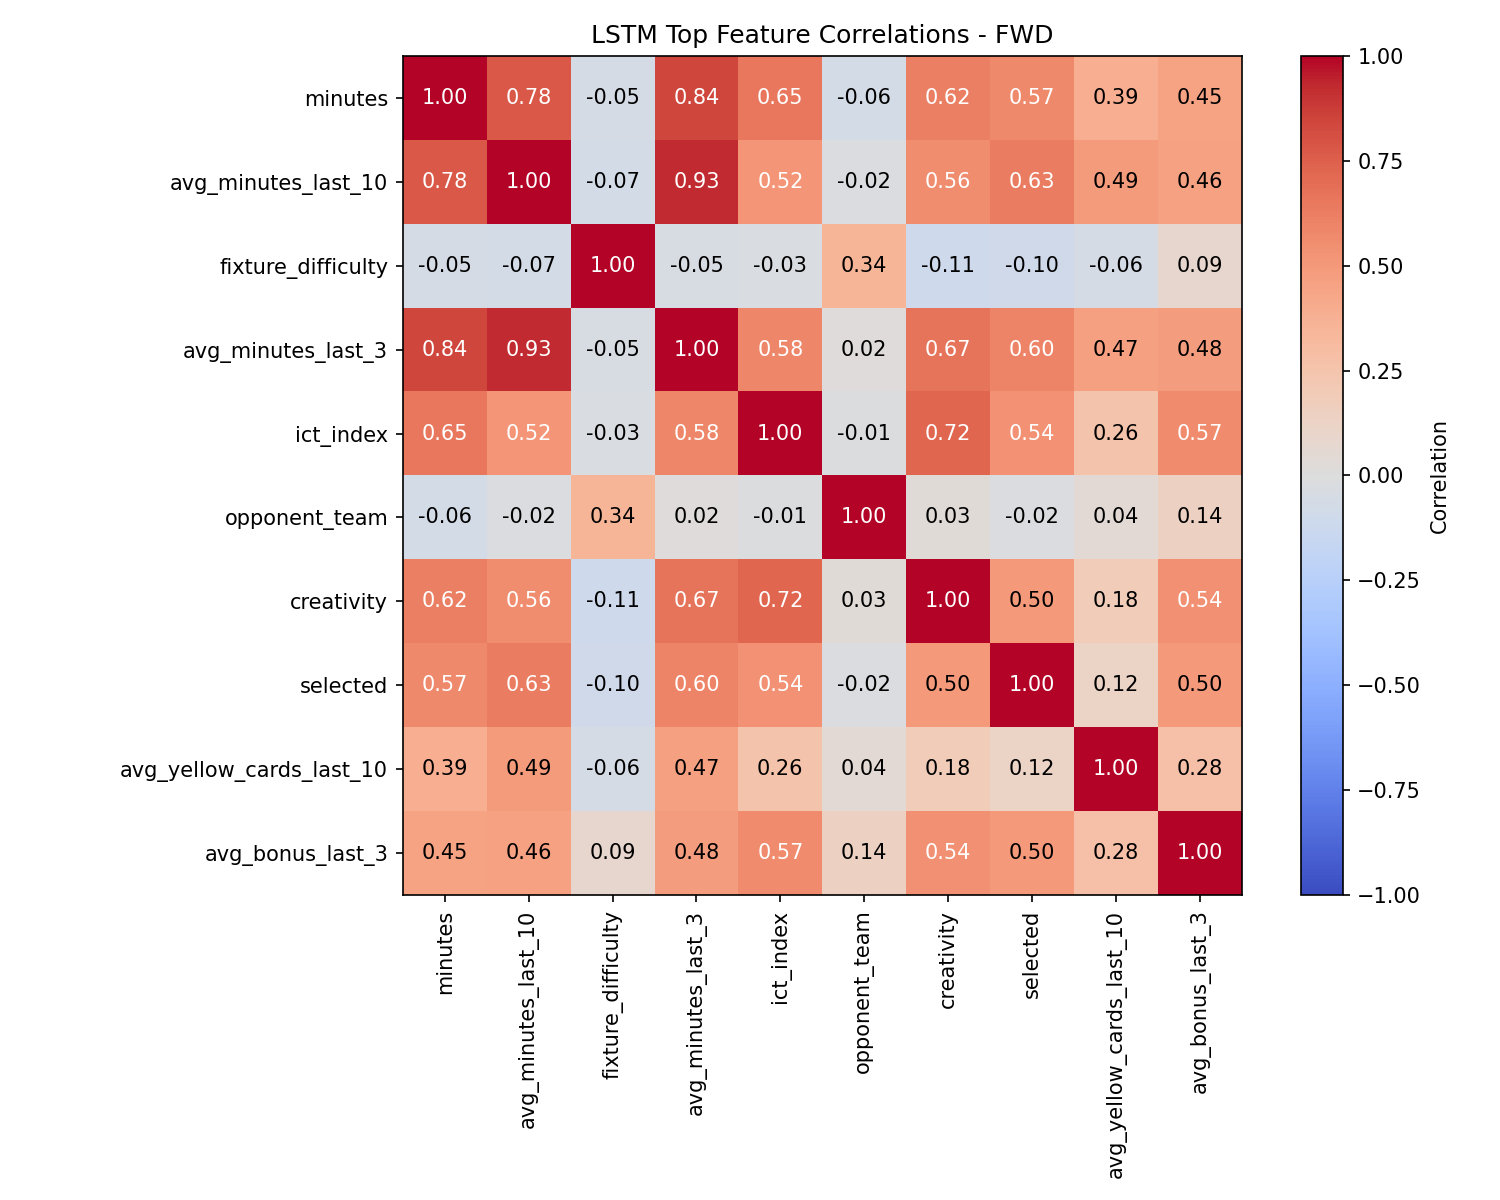 LSTM Top Feature Correlations - FWD
minutes 1.00 0.78 -0.05 0.84 0.65 -0.06 0.62 0.57 0.39 0.45
avg_minutes_last_10 0.78 1.00 -0.07 0.93 0.52 -0.02 0.56 0.63 0.49 0.46
fixture_difficulty -0.05 -0.07 1.00 -0.05 -0.03 0.34 -0.11 -0.10 -0.06 0.09
avg_minutes_last_3 0.84 0.93 -0.05 1.00 0.58 0.02 0.67 0.60 0.47 0.48
ict_index 0.65 0.52 -0.03 0.58 1.00 -0.01 0.72 0.54 0.26 0.57
opponent_team -0.06 -0.02 0.34 0.02 -0.01 1.00 0.03 -0.02 0.04 0.14
creativity 0.62 0.56 -0.11 0.67 0.72 0.03 1.00 0.50 0.18 0.54
selected 0.57 0.63 -0.10 0.60 0.54 -0.02 0.50 1.00 0.12 0.50
avg_yellow_cards_last_10 0.39 0.49 -0.06 0.47 0.26 0.04 0.18 0.12 1.00 0.28
avg_bonus_last_3 0.45 0.46 0.09 0.48 0.57 0.14 0.54 0.50 0.28 1.00
minutes
avg_minutes_last_10
fixture_difficulty
avg_minutes_last_3
ict_index
opponent_team
creativity
selected
avg_yellow_cards_last_10
avg_bonus_last_3
1.00
0.75
0.50
0.25
0.00
−0.25
−0.50
−0.75
−1.00
Correlation